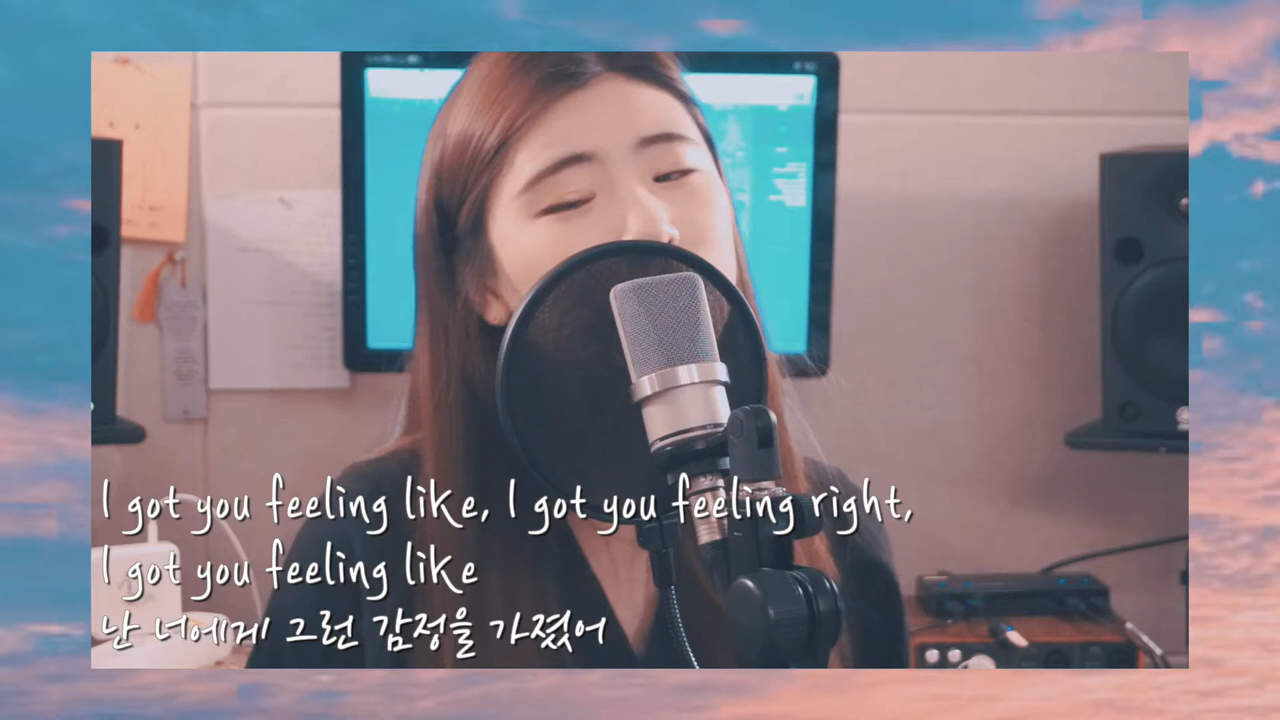 I got you feeling like, I got you feeling right,
I got you feeling like
난 너에게 그런 감정을 가졌어